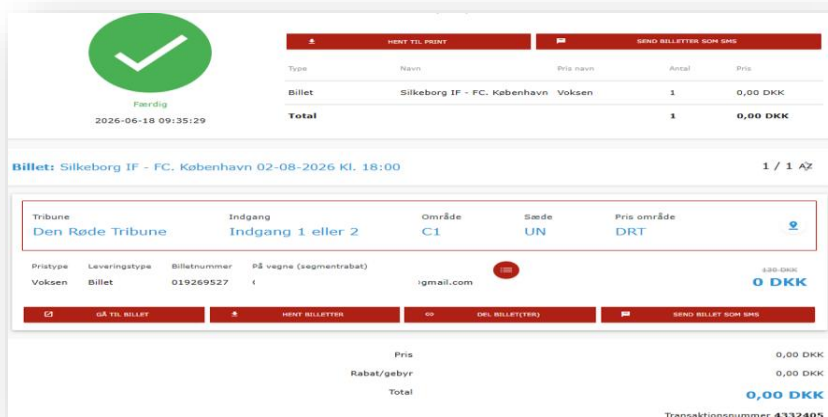 HENT TIL PRINT SEND BILLETTER SOM SMS
Type Navn Pris navn Antal Pris
Billet Silkeborg IF - FC. København Voksen 1 0,00 DKK
Total 1 0,00 DKK
Færdig
2026-06-18 09:35:29
Billet: Silkeborg IF - FC. København 02-08-2026 Kl. 18:00 1 / 1 AZ
Tribune Indgang Område Sæde Pris område
Den Røde Tribune Indgang 1 eller 2 C1 UN DRT
Pristype Leveringstype Billetnummer På vegne (segmentrabat) 130 DKK
Voksen Billet 019269527 gmail.com 0 DKK
GÅ TIL BILLET HENT BILLETTER DEL BILLET(TER) SEND BILLET SOM SMS
Pris 0,00 DKK
Rabat/gebyr 0,00 DKK
Total 0,00 DKK
Transaktionsnummer 4332405